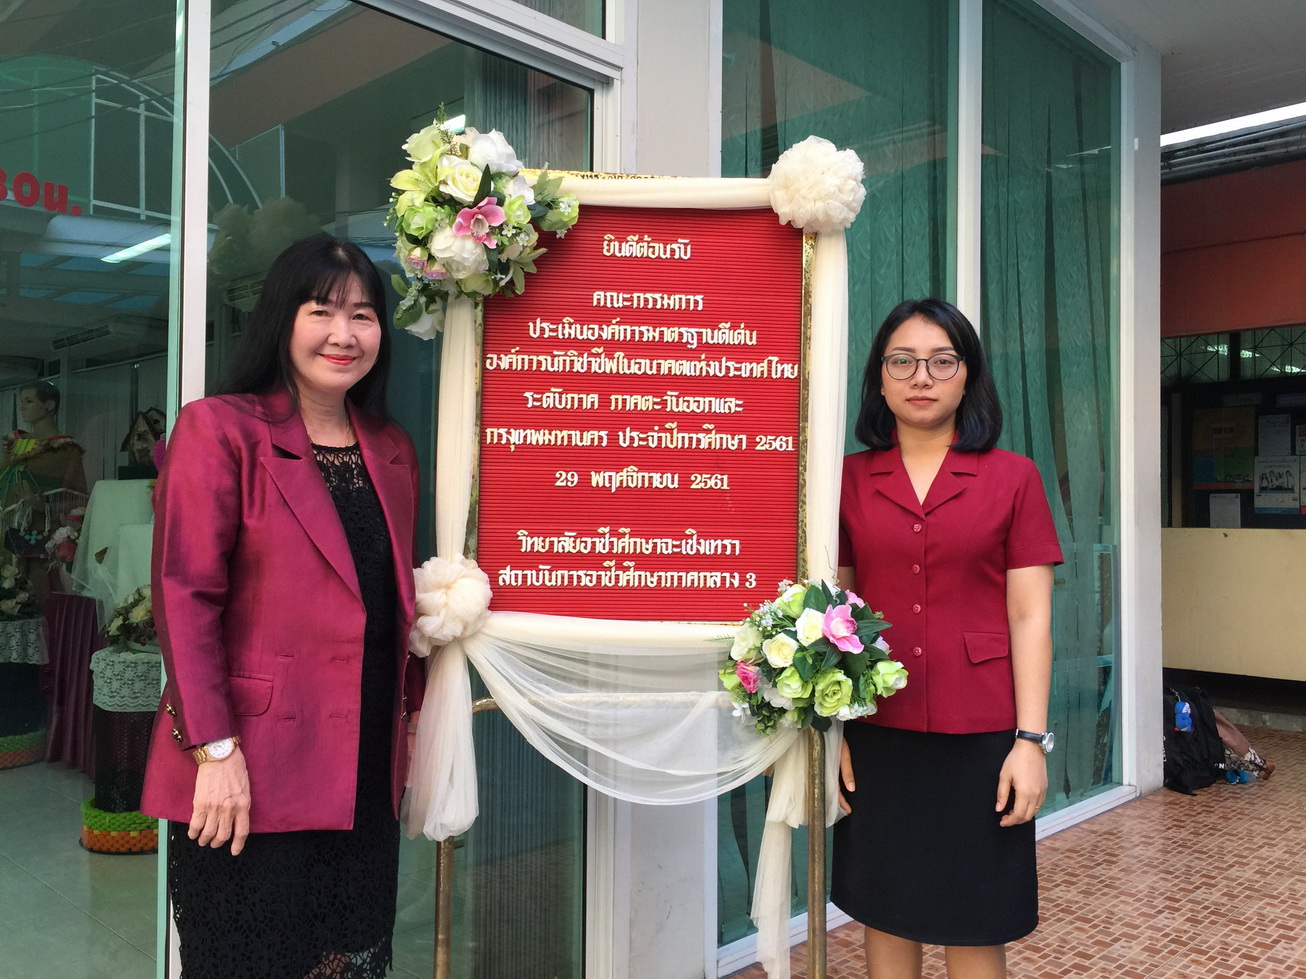 ยินดีต้อนรับ
คณะกรรมการ
ประเมินองค์การมาตรฐานดีเด่น
องค์การนักวิชาชีพในอนาคตแห่งประเทศไทย
ระดับภาค ภาคตะวันออกและ
กรุงเทพมหานคร ประจำปีการศึกษา 2561
29 พฤศจิกายน 2561
วิทยาลัยอาชีวศึกษาฉะเชิงเทรา
สถาบันการอาชีวศึกษาภาคกลาง 3